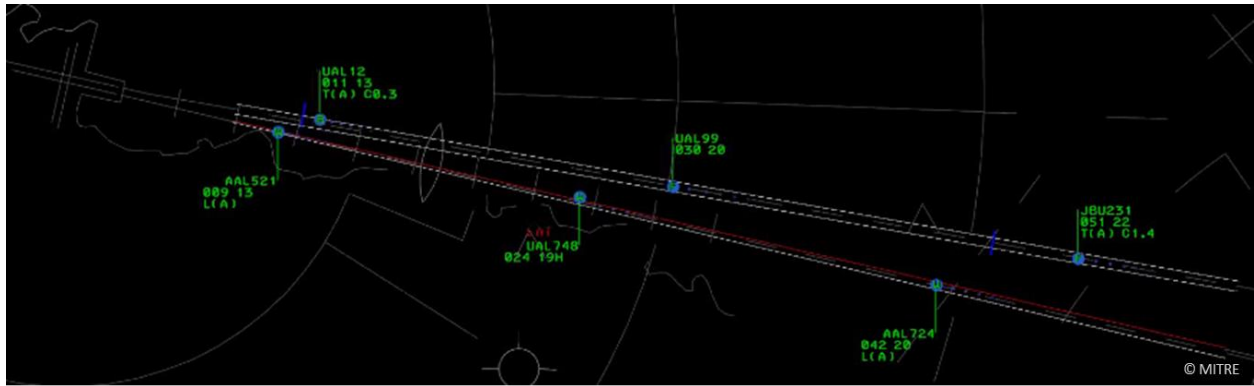 UAL12
011 13
T(A) C0.3
UAL99
030 20
AAL521
009 13
L(A)
JBU231
051 22
T(A) C1.4
UAL748
024 19H
AAL724
042 20
L(A)
© MITRE